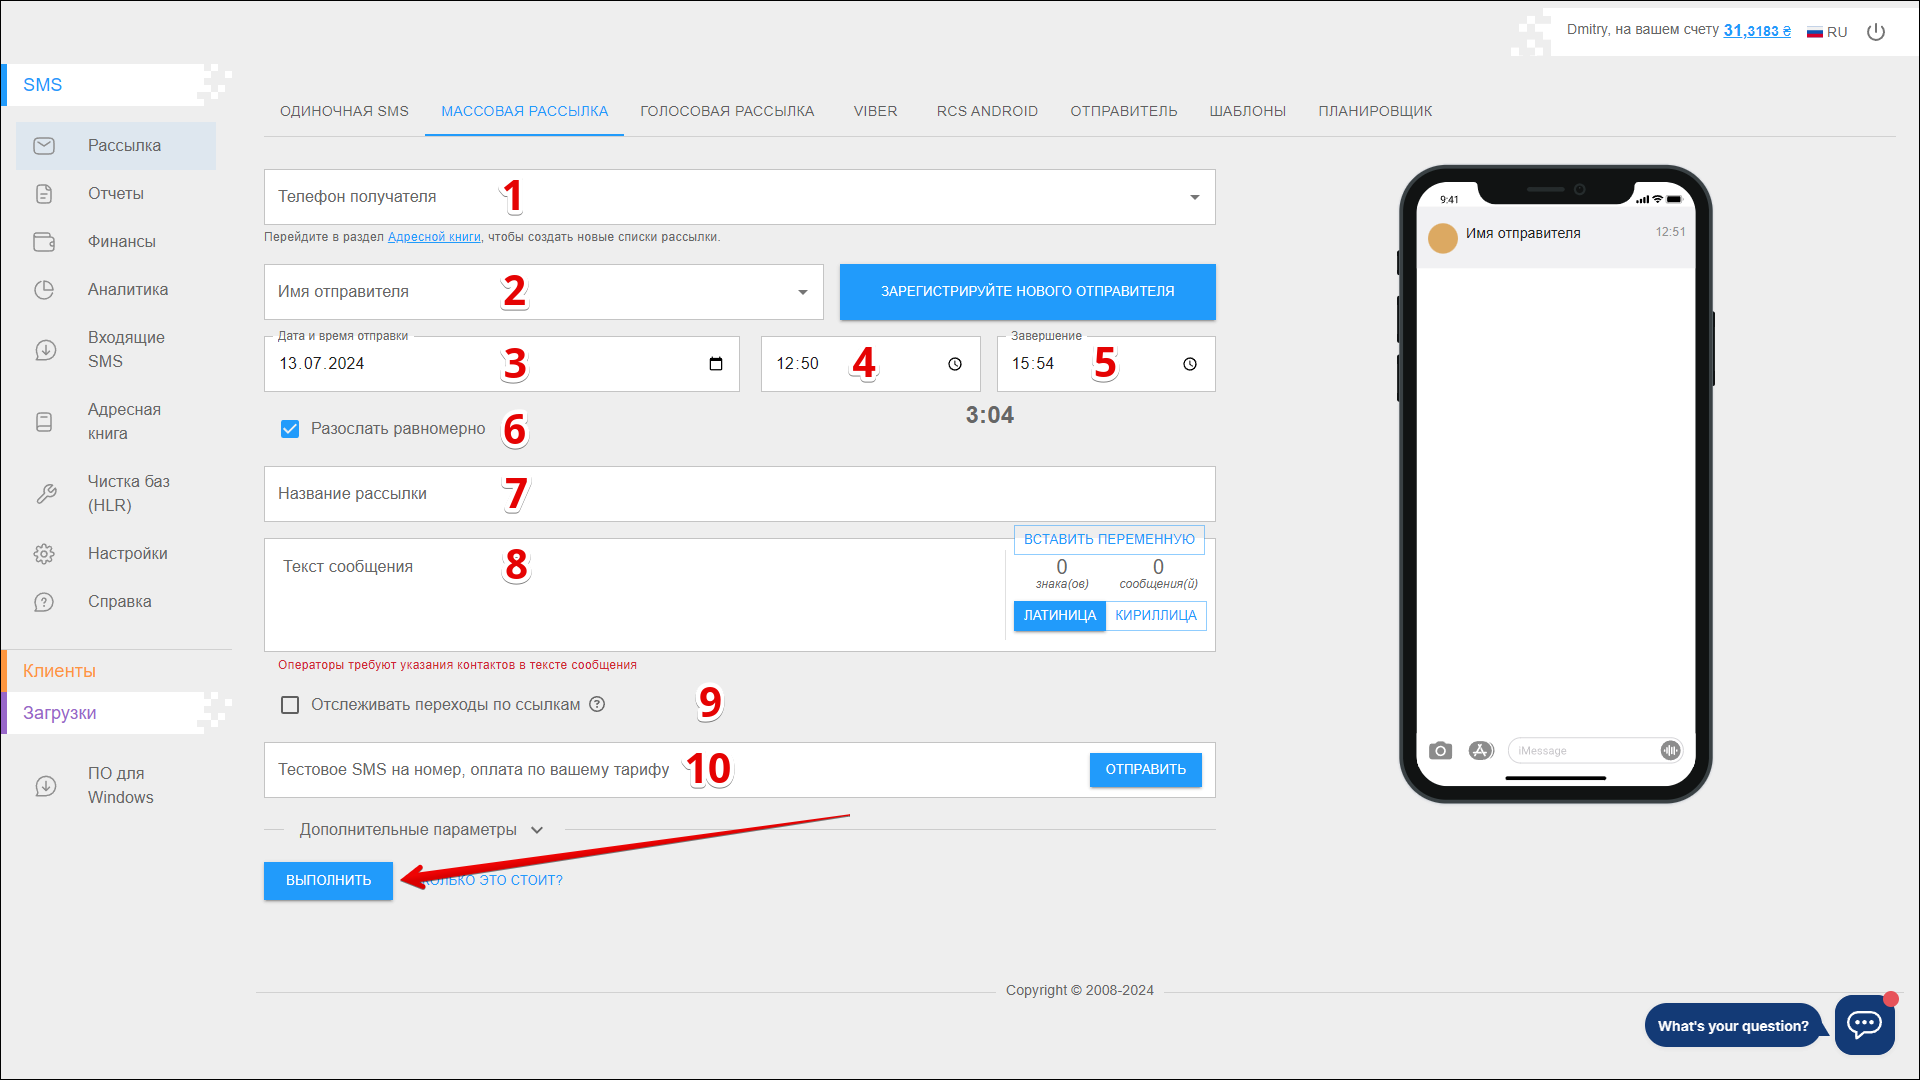 Dmitry, на вашем счету 31,3183 ₴ RU
SMS
Рассылка
Отчеты
Финансы
Аналитика
Входящие
SMS
Адресная
книга
Чистка баз
(HLR)
Настройки
Справка
Клиенты
Загрузки
ПО для
Windows
ОДИНОЧНАЯ SMS МАССОВАЯ РАССЫЛКА ГОЛОСОВАЯ РАССЫЛКА VIBER RCS ANDROID ОТПРАВИТЕЛЬ ШАБЛОНЫ ПЛАНИРОВЩИК
Телефон получателя 1
Перейдите в раздел Адресной книги, чтобы создать новые списки рассылки.
Имя отправителя 2 ЗАРЕГИСТРИРУЙТЕ НОВОГО ОТПРАВИТЕЛЯ
Дата и время отправки Завершение
13.07.2024 3 12:50 4 15:54 5
3:04
Разослать равномерно 6
Название рассылки 7
ВСТАВИТЬ ПЕРЕМЕННУЮ
Текст сообщения 8 0 0
знака(ов) сообщения(й)
ЛАТИНИЦА КИРИЛЛИЦА
Операторы требуют указания контактов в тексте сообщения
Отслеживать переходы по ссылкам ? 9
Тестовое SMS на номер, оплата по вашему тарифу 10 ОТПРАВИТЬ
Дополнительные параметры
ВЫПОЛНИТЬ КОЛЬКО ЭТО СТОИТ?
9:41
Имя отправителя 12:51
iMessage
Copyright © 2008-2024
What's your question?